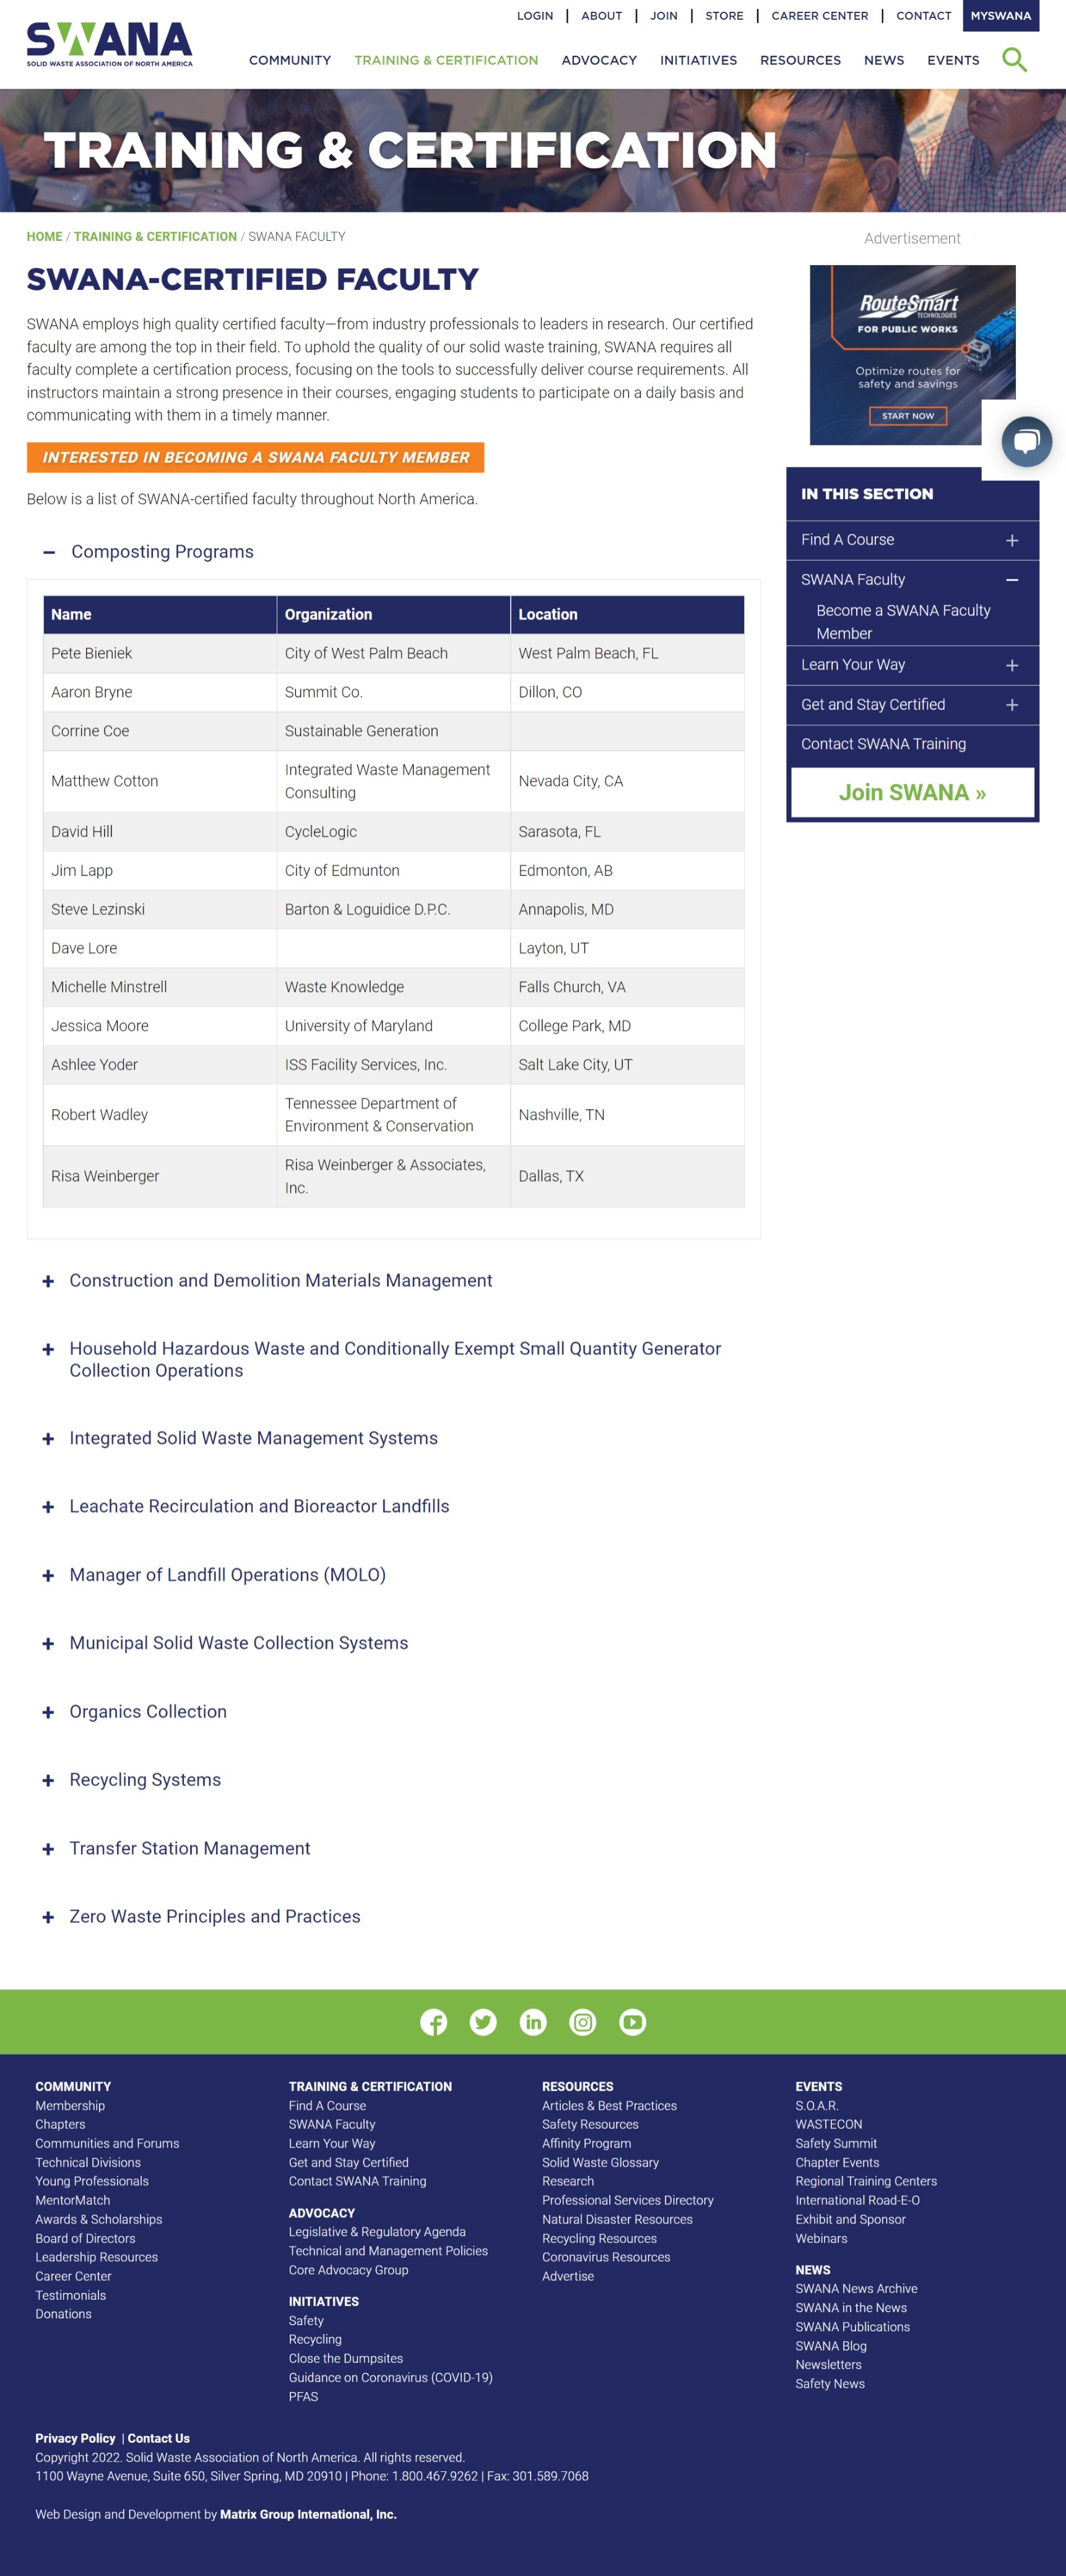 LOGIN | ABOUT | JOIN | STORE | CAREER CENTER | CONTACT MYSWANA
SWANA
SOLID WASTE ASSOCIATION OF NORTH AMERICA
COMMUNITY TRAINING & CERTIFICATION ADVOCACY INITIATIVES RESOURCES NEWS EVENTS
TRAINING & CERTIFICATION
HOME / TRAINING & CERTIFICATION / SWANA FACULTY
SWANA-CERTIFIED FACULTY
SWANA employs high quality certified faculty—from industry professionals to leaders in research. Our certified
faculty are among the top in their field. To uphold the quality of our solid waste training, SWANA requires all
faculty complete a certification process, focusing on the tools to successfully deliver course requirements. All
instructors maintain a strong presence in their courses, engaging students to participate on a daily basis and
communicating with them in a timely manner.
INTERESTED IN BECOMING A SWANA FACULTY MEMBER
Below is a list of SWANA-certified faculty throughout North America.
− Composting Programs
Name Organization Location
Pete Bieniek City of West Palm Beach West Palm Beach, FL
Aaron Bryne Summit Co. Dillon, CO
Corrine Coe Sustainable Generation
Matthew Cotton Integrated Waste Management Nevada City, CA
Consulting
David Hill CycleLogic Sarasota, FL
Jim Lapp City of Edmunton Edmonton, AB
Steve Lezinski Barton & Loguidice D.P.C. Annapolis, MD
Dave Lore Layton, UT
Michelle Minstrell Waste Knowledge Falls Church, VA
Jessica Moore University of Maryland College Park, MD
Ashlee Yoder ISS Facility Services, Inc. Salt Lake City, UT
Robert Wadley Tennessee Department of Nashville, TN
Environment & Conservation
Risa Weinberger Risa Weinberger & Associates, Dallas, TX
Inc.
+ Construction and Demolition Materials Management
+ Household Hazardous Waste and Conditionally Exempt Small Quantity Generator
Collection Operations
+ Integrated Solid Waste Management Systems
+ Leachate Recirculation and Bioreactor Landfills
+ Manager of Landfill Operations (MOLO)
+ Municipal Solid Waste Collection Systems
+ Organics Collection
+ Recycling Systems
+ Transfer Station Management
+ Zero Waste Principles and Practices
Advertisement
RouteSmart
TECHNOLOGIES
FOR PUBLIC WORKS
Optimize routes for
safety and savings
START NOW
IN THIS SECTION
Find A Course +
SWANA Faculty −
Become a SWANA Faculty
Member
Learn Your Way +
Get and Stay Certified +
Contact SWANA Training
Join SWANA »
COMMUNITY
Membership
Chapters
Communities and Forums
Technical Divisions
Young Professionals
MentorMatch
Awards & Scholarships
Board of Directors
Leadership Resources
Career Center
Testimonials
Donations
TRAINING & CERTIFICATION
Find A Course
SWANA Faculty
Learn Your Way
Get and Stay Certified
Contact SWANA Training
ADVOCACY
Legislative & Regulatory Agenda
Technical and Management Policies
Core Advocacy Group
INITIATIVES
Safety
Recycling
Close the Dumpsites
Guidance on Coronavirus (COVID-19)
PFAS
RESOURCES
Articles & Best Practices
Safety Resources
Affinity Program
Solid Waste Glossary
Research
Professional Services Directory
Natural Disaster Resources
Recycling Resources
Coronavirus Resources
Advertise
EVENTS
S.O.A.R.
WASTECON
Safety Summit
Chapter Events
Regional Training Centers
International Road-E-O
Exhibit and Sponsor
Webinars
NEWS
SWANA News Archive
SWANA in the News
SWANA Publications
SWANA Blog
Newsletters
Safety News
Privacy Policy | Contact Us
Copyright 2022. Solid Waste Association of North America. All rights reserved.
1100 Wayne Avenue, Suite 650, Silver Spring, MD 20910 | Phone: 1.800.467.9262 | Fax: 301.589.7068
Web Design and Development by Matrix Group International, Inc.